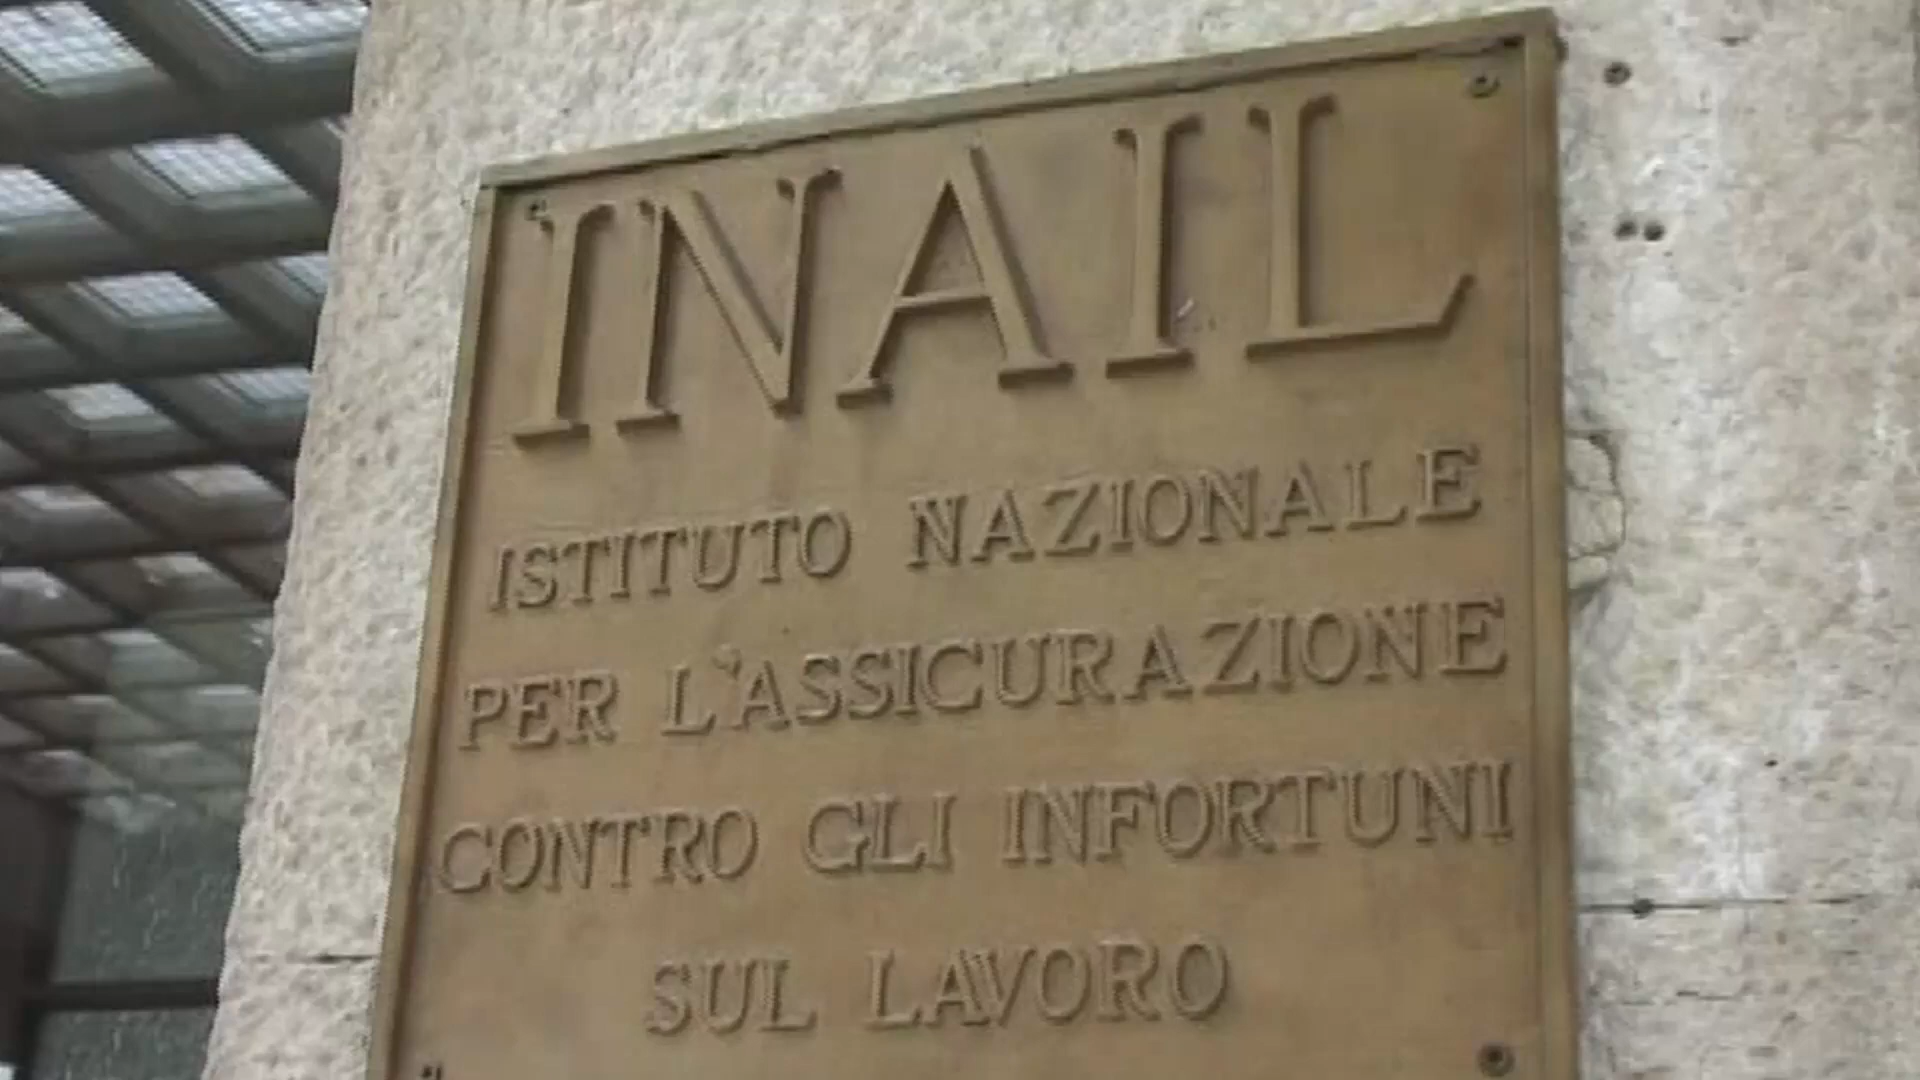 INAIL
ISTITUTO NAZIONALE
PER L'ASSICURAZIONE
CONTRO GLI INFORTUNI
SUL LAVORO